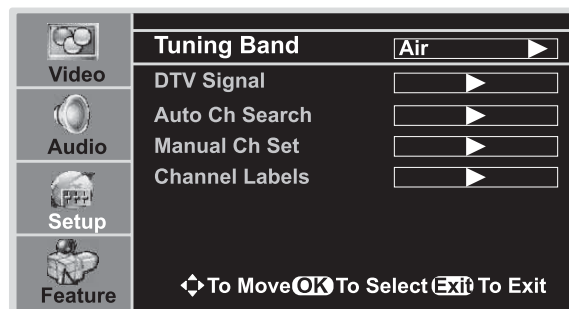 Video
Audio
Setup
Feature
Tuning Band Air
DTV Signal
Auto Ch Search
Manual Ch Set
Channel Labels
To Move OK To Select Exit To Exit